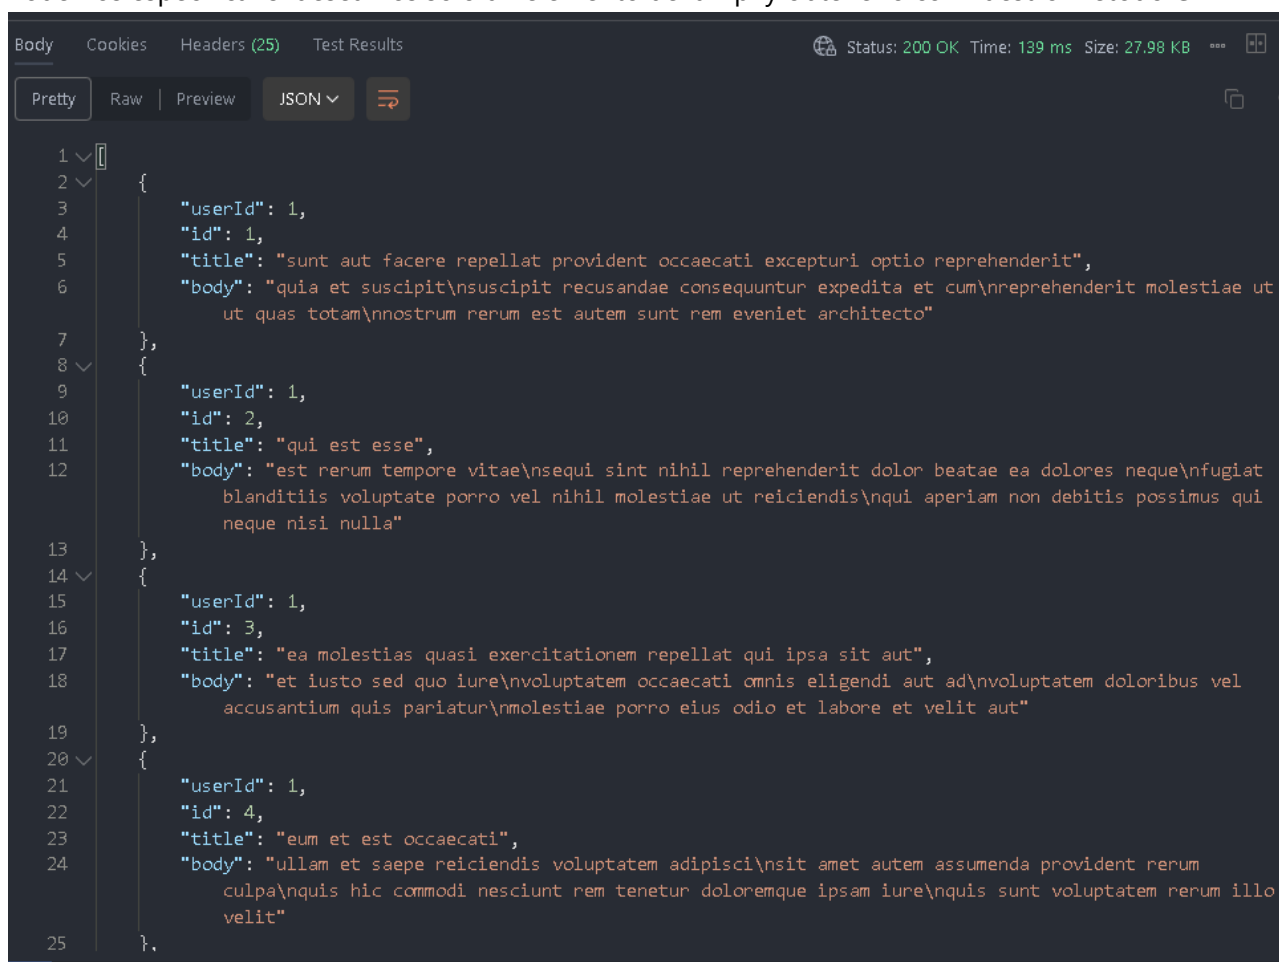 Body Cookies Headers (25) Test Results Status: 200 OK Time: 139 ms Size: 27.98 KB
Pretty Raw | Preview JSON
1 [
2 {
3 "userId": 1,
4 "id": 1,
5 "title": "sunt aut facere repellat provident occaecati excepturi optio reprehenderit",
6 "body": "quia et suscipit\nsuscipit recusandae consequuntur expedita et cum\nreprehenderit molestiae ut
ut quas totam\nnostrum rerum est autem sunt rem eveniet architecto"
7 },
8 {
9 "userId": 1,
10 "id": 2,
11 "title": "qui est esse",
12 "body": "est rerum tempore vitae\nsequi sint nihil reprehenderit dolor beatae ea dolores neque\nfugiat
blanditiis voluptate porro vel nihil molestiae ut reiciendis\nqui aperiam non debitis possimus qui
neque nisi nulla"
13 },
14 {
15 "userId": 1,
16 "id": 3,
17 "title": "ea molestias quasi exercitationem repellat qui ipsa sit aut",
18 "body": "et iusto sed quo iure\nvoluptatem occaecati omnis eligendi aut ad\nvoluptatem doloribus vel
accusantium quis pariatur\nmolestiae porro eius odio et labore et velit aut"
19 },
20 {
21 "userId": 1,
22 "id": 4,
23 "title": "eum et est occaecati",
24 "body": "ullam et saepe reiciendis voluptatem adipisci\nsit amet autem assumenda provident rerum
culpa\nquis hic commodi nesciunt rem tenetur doloremque ipsam iure\nquis sunt voluptatem rerum illo
velit"
25 },